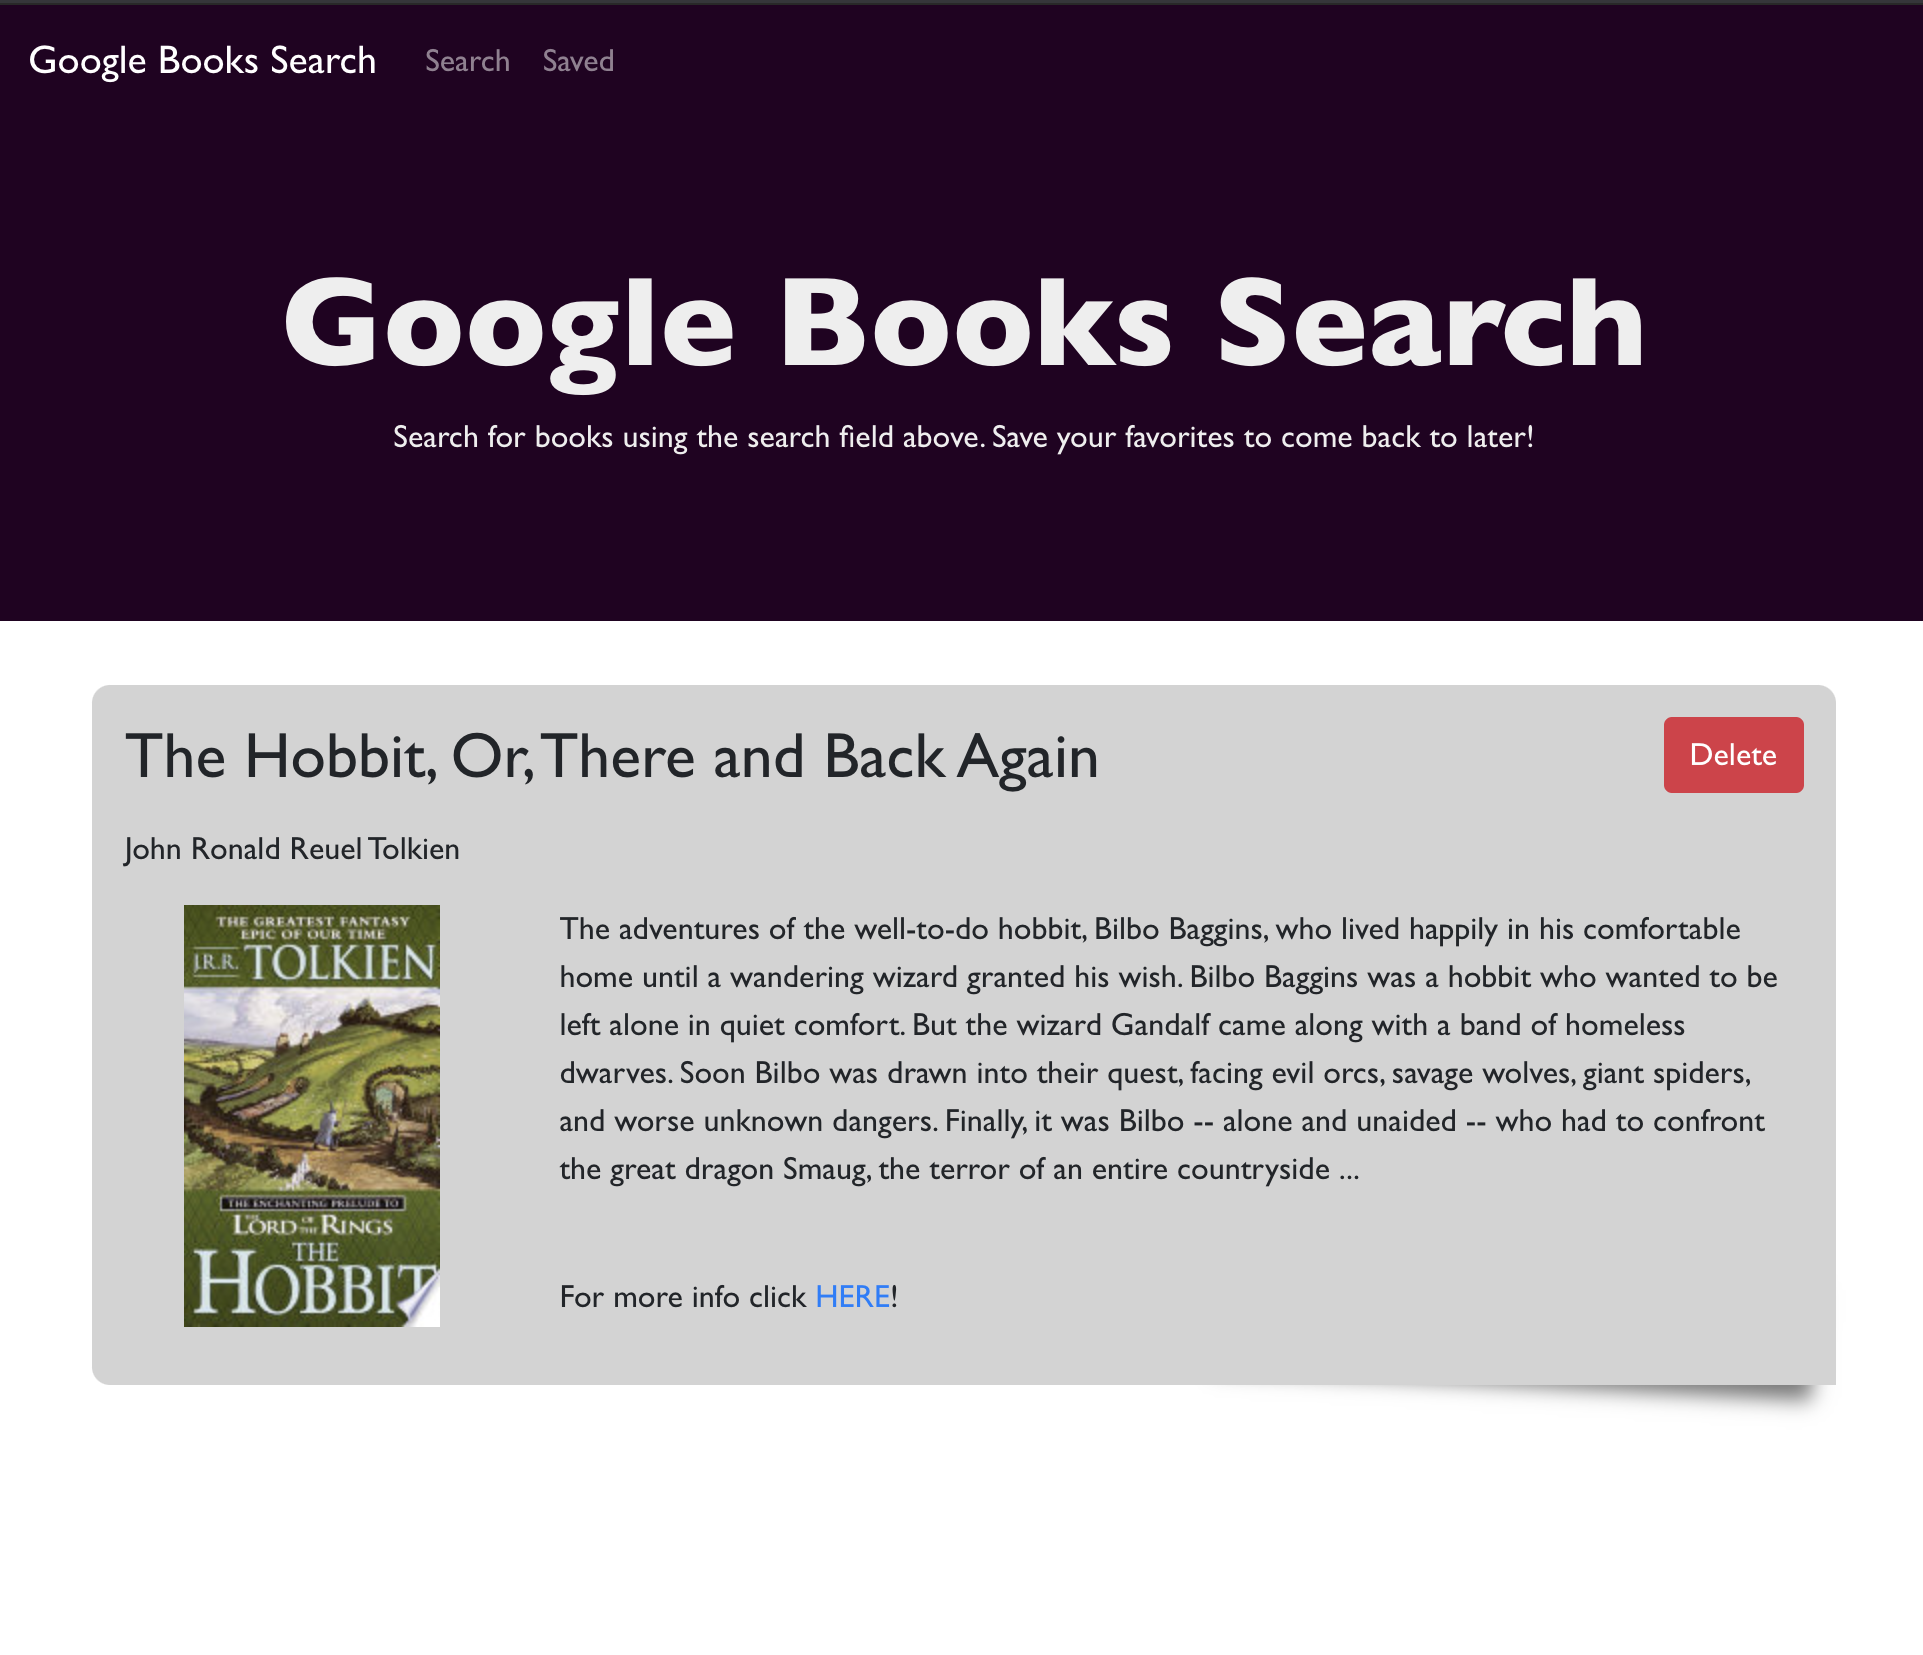 Google Books Search Search Saved
Google Books Search
Search for books using the search field above. Save your favorites to come back to later!
The Hobbit, Or, There and Back Again
Delete
John Ronald Reuel Tolkien
THE GREATEST FANTASY
EPIC OF OUR TIME
J.R.R. TOLKIEN
THE ENCHANTING PRELUDE TO
THE LORD OF THE RINGS
THE
HOBBIT
The adventures of the well-to-do hobbit, Bilbo Baggins, who lived happily in his comfortable
home until a wandering wizard granted his wish. Bilbo Baggins was a hobbit who wanted to be
left alone in quiet comfort. But the wizard Gandalf came along with a band of homeless
dwarves. Soon Bilbo was drawn into their quest, facing evil orcs, savage wolves, giant spiders,
and worse unknown dangers. Finally, it was Bilbo -- alone and unaided -- who had to confront
the great dragon Smaug, the terror of an entire countryside ...
For more info click HERE!